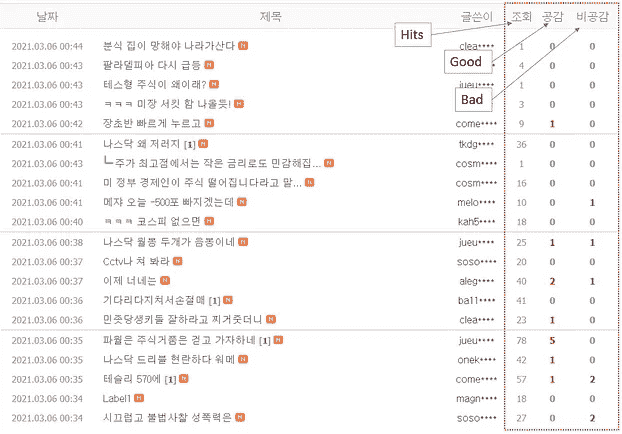 날짜 제목 글쓴이 조회 공감 비공감
Hits
Good
Bad
2021.03.06 00:44 분식 집이 망해야 나라가산다 N clea**** 1 0 0
2021.03.06 00:43 팔라델피아 다시 급등 N **** 4 0 0
2021.03.06 00:43 테스형 주식이 왜이래? N jueu**** 1 0 0
2021.03.06 00:43 ㅋㅋㅋ 미장 서킷 함 나올듯! N 3 0 0
2021.03.06 00:42 장초반 빠르게 누르고 N come**** 9 1 0
2021.03.06 00:41 나스닥 왜 저러지 [1] N tkdg**** 36 0 0
2021.03.06 00:43 ㄴ주가 최고점에서는 작은 금리로도 민감해집... N cosm**** 1 0 0
2021.03.06 00:41 미 정부 경제인이 주식 떨어집니다라고 말... N cosm**** 16 0 0
2021.03.06 00:41 메쟈 오늘 -500포 빠지겠는데 N melo**** 10 0 1
2021.03.06 00:40 ㅋㅋㅋ 코스피 없으면 N kah5**** 18 0 0
2021.03.06 00:38 나스닥 월봉 두개가 음봉이네 N jueu**** 25 1 1
2021.03.06 00:37 Cctv나 쳐 봐라 N soso**** 20 0 0
2021.03.06 00:37 이제 너네는 N aleg**** 40 2 1
2021.03.06 00:36 기다리다지쳐서손절매 [1] N ba11**** 41 0 0
2021.03.06 00:36 민줏당생키들 잘하라고 찌거줏더니 N clea**** 23 1 0
2021.03.06 00:35 파월은 주식거품은 걷고 가자하네 [1] N jueu**** 78 5 0
2021.03.06 00:35 나스닥 드리블 현란하다 워메 N onek**** 42 1 0
2021.03.06 00:35 테슬리 570에 [1] N come**** 57 1 2
2021.03.06 00:34 Label1 N magn**** 18 0 0
2021.03.06 00:34 시끄럽고 불법사찰 성폭력은 N soso**** 27 0 2